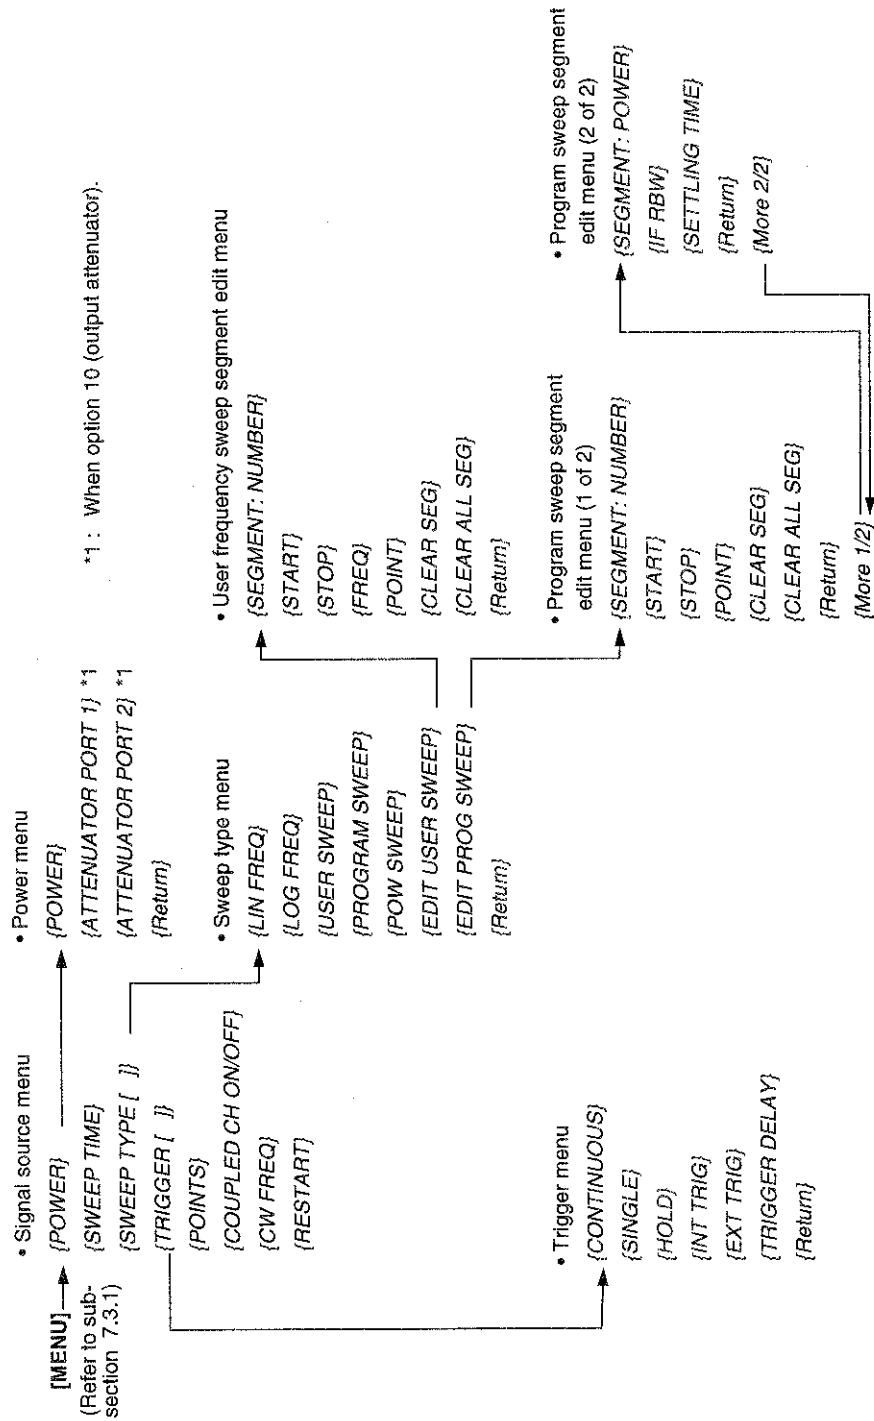 [MENU]
(Refer to sub-
section 7.3.1)
• Signal source menu
{POWER}
{SWEEP TIME}
{SWEEP TYPE [ ]}
{TRIGGER [ ]}
{POINTS}
{COUPLED CH ON/OFF}
{CW FREQ}
{RESTART}
• Power menu
{POWER}
{ATTENUATOR PORT 1} *1
{ATTENUATOR PORT 2} *1
{Return}
*1 : When option 10 (output attenuator).
• Sweep type menu
{LIN FREQ}
{LOG FREQ}
{USER SWEEP}
{PROGRAM SWEEP}
{POW SWEEP}
{EDIT USER SWEEP}
{EDIT PROG SWEEP}
{Return}
• User frequency sweep segment edit menu
{SEGMENT: NUMBER}
{START}
{STOP}
{FREQ}
{POINT}
{CLEAR SEG}
{CLEAR ALL SEG}
{Return}
• Trigger menu
{CONTINUOUS}
{SINGLE}
{HOLD}
{INT TRIG}
{EXT TRIG}
{TRIGGER DELAY}
{Return}
• Program sweep segment
edit menu (1 of 2)
{SEGMENT: NUMBER}
{START}
{STOP}
{POINT}
{CLEAR SEG}
{CLEAR ALL SEG}
{Return}
{More 1/2}
• Program sweep segment
edit menu (2 of 2)
{SEGMENT: POWER}
{IF RBW}
{SETTLING TIME}
{Return}
{More 2/2}